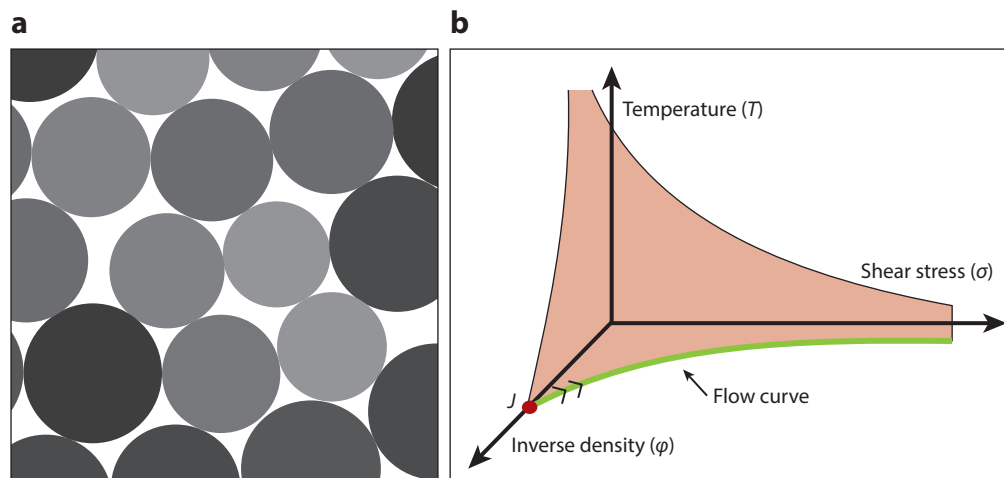 a
b
Temperature (T)
Shear stress (σ)
J
Flow curve
Inverse density (φ)